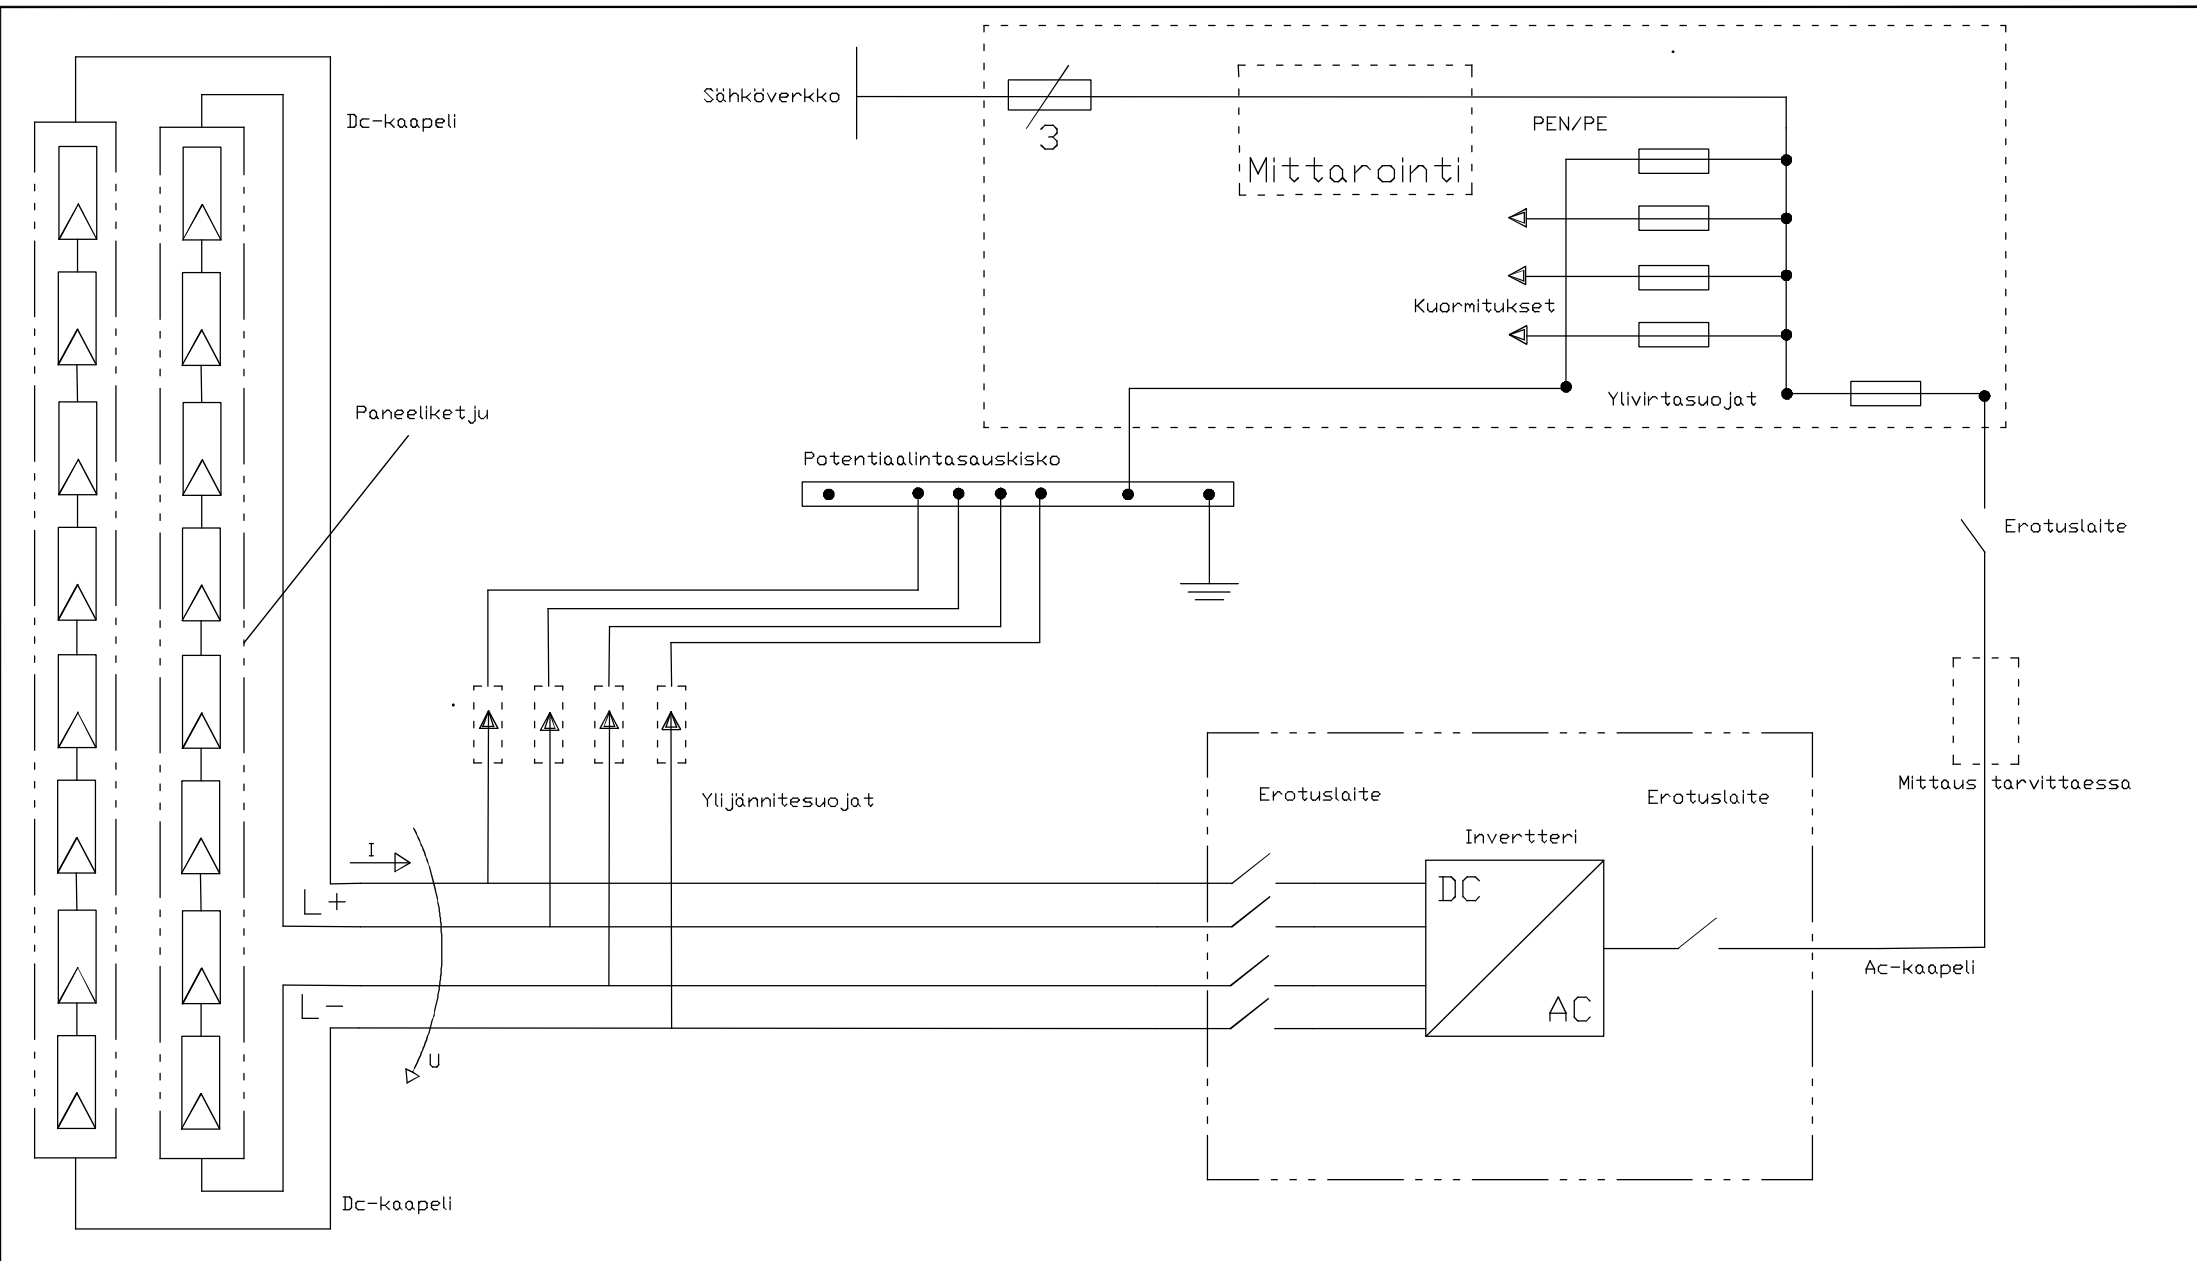 Sähköverkko
Dc-kaapeli
3
PEN/PE
Mittarointi
Kuormitukset
Ylivirtasuojat
Paneeliketju
Potentiaalintasauskisko
Erotuslaite
Mittaus tarvittaessa
Ylijännitesuojat
Erotuslaite
Erotuslaite
Invertteri
I
L+
DC
AC
Ac-kaapeli
L-
U
Dc-kaapeli